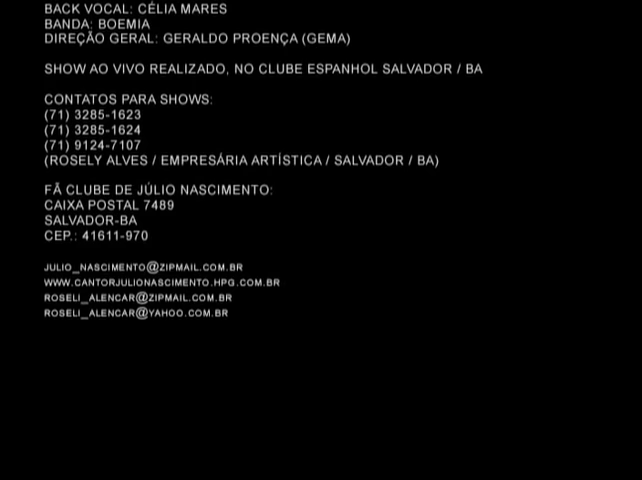 BACK VOCAL: CÉLIA MARES
BANDA: BOEMIA
DIREÇÃO GERAL: GERALDO PROENÇA (GEMA)
SHOW AO VIVO REALIZADO, NO CLUBE ESPANHOL SALVADOR / BA
CONTATOS PARA SHOWS:
(71) 3285-1623
(71) 3285-1624
(71) 9124-7107
(ROSELY ALVES / EMPRESÁRIA ARTÍSTICA / SALVADOR / BA)
FÃ CLUBE DE JÚLIO NASCIMENTO:
CAIXA POSTAL 7489
SALVADOR-BA
CEP.: 41611-970
JULIO_NASCIMENTO@ZIPMAIL.COM.BR
WWW.CANTORJULIONASCIMENTO.HPG.COM.BR
ROSELI_ALENCAR@ZIPMAIL.COM.BR
ROSELI_ALENCAR@YAHOO.COM.BR